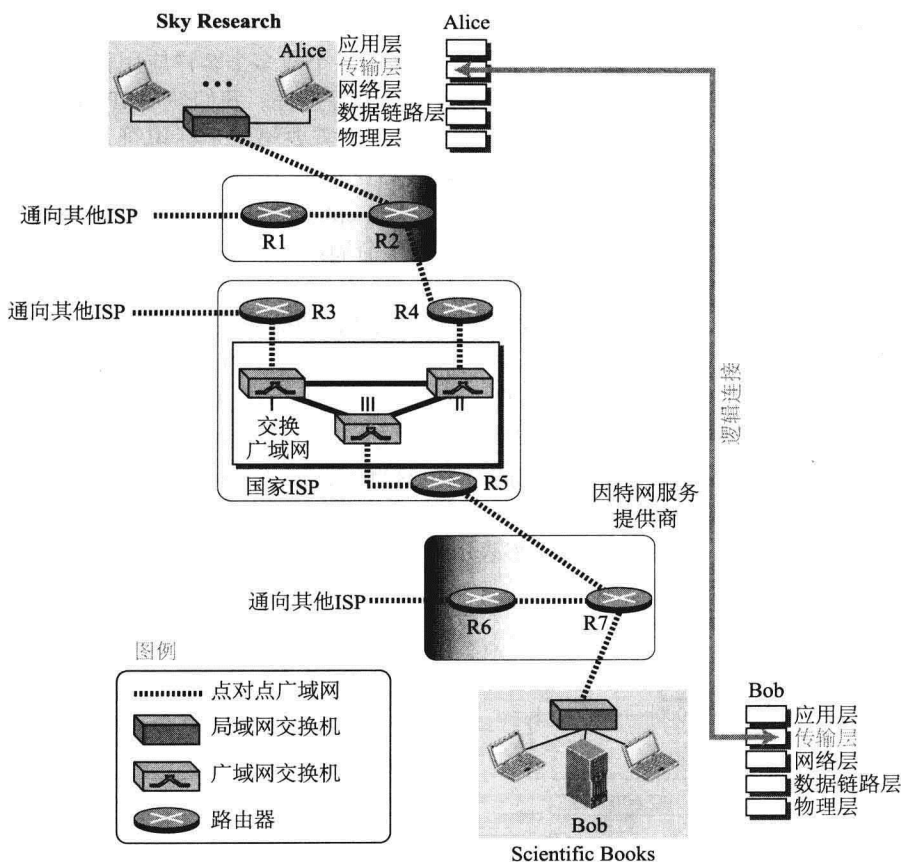 Sky Research
Alice
Alice
应用层
传输层
网络层
数据链路层
物理层
通向其他ISP
R1
R2
通向其他ISP
R3
R4
交换
广域网
国家ISP
R5
逻辑连接
因特网服务
提供商
通向其他ISP
R6
R7
图例
点对点广域网
局域网交换机
广域网交换机
路由器
Bob
Scientific Books
Bob
应用层
传输层
网络层
数据链路层
物理层